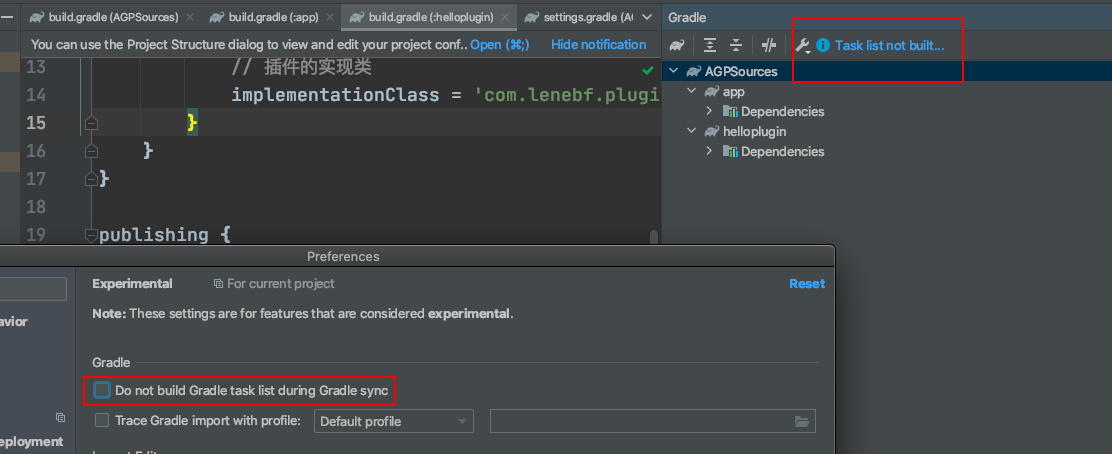 build.gradle (AGPSources)
build.gradle (:app)
build.gradle (:helloplugin)
settings.gradle (A
Gradle
You can use the Project Structure dialog to view and edit your project conf..
Open (⌘;)
Hide notification
Task list not built...
13 // 插件的实现类
14 implementationClass = 'com.lenebf.plugi
15 }
16 }
17 }
18
19 publishing {
AGPSources
app
Dependencies
helloplugin
Dependencies
Preferences
Experimental
For current project
Reset
avior
Note: These settings are for features that are considered experimental.
Gradle
Do not build Gradle task list during Gradle sync
Trace Gradle import with profile:
Default profile
eployment